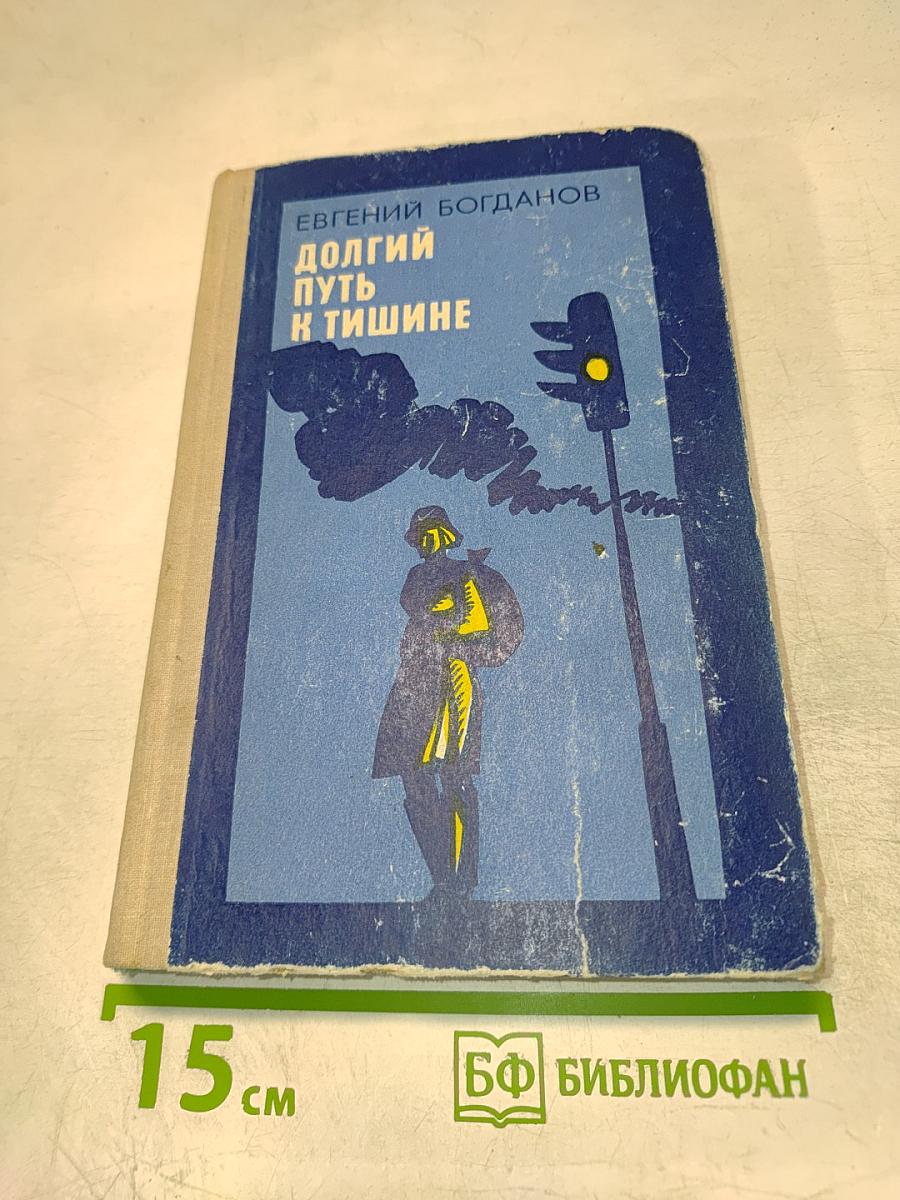 ЕВГЕНИЙ БОГДАНОВ
ДОЛГИЙ
ПУТЬ
К ТИШИНЕ
15 см
БФ БИБЛИОФАН